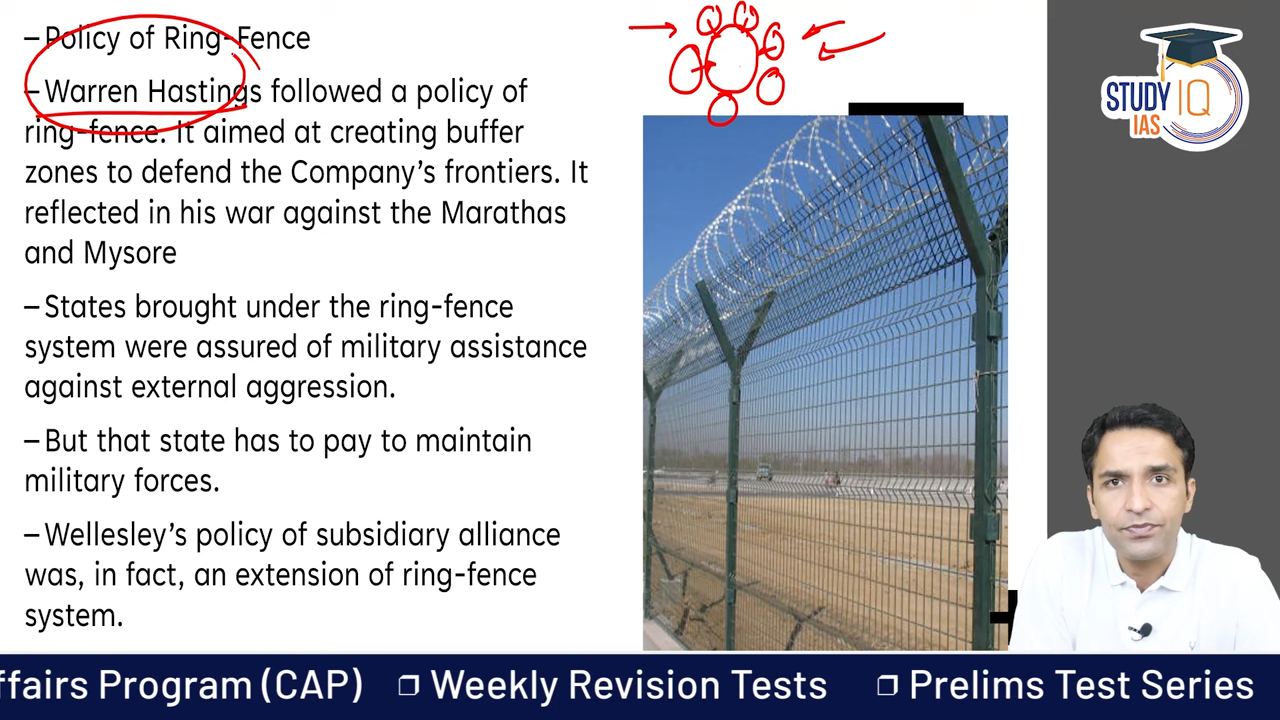 – Policy of Ring-Fence
– Warren Hastings followed a policy of
ring-fence. It aimed at creating buffer
zones to defend the Company’s frontiers. It
reflected in his war against the Marathas
and Mysore
– States brought under the ring-fence
system were assured of military assistance
against external aggression.
– But that state has to pay to maintain
military forces.
– Wellesley’s policy of subsidiary alliance
was, in fact, an extension of ring-fence
system.
STUDY IQ
IAS
ffairs Program (CAP) ❐ Weekly Revision Tests ❐ Prelims Test Series